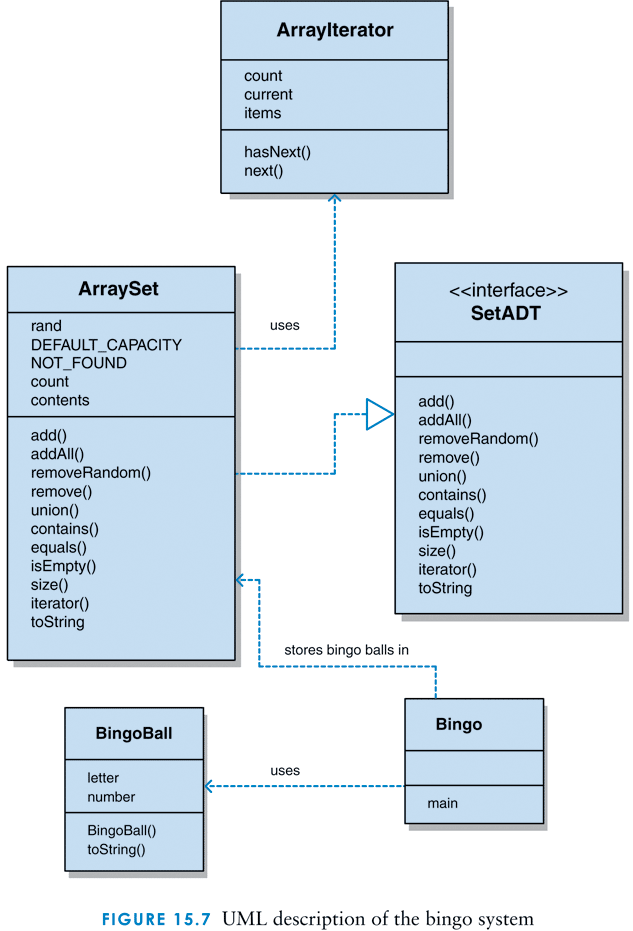 ArrayIterator
count
current
items
hasNext()
next()
ArraySet
rand
DEFAULT_CAPACITY
NOT_FOUND
count
contents
add()
addAll()
removeRandom()
remove()
union()
contains()
equals()
isEmpty()
size()
iterator()
toString
uses
<<interface>>
SetADT
add()
addAll()
removeRandom()
remove()
union()
contains()
equals()
isEmpty()
size()
iterator()
toString
stores bingo balls in
BingoBall
letter
number
BingoBall()
toString()
uses
Bingo
main
FIGURE 15.7 UML description of the bingo system